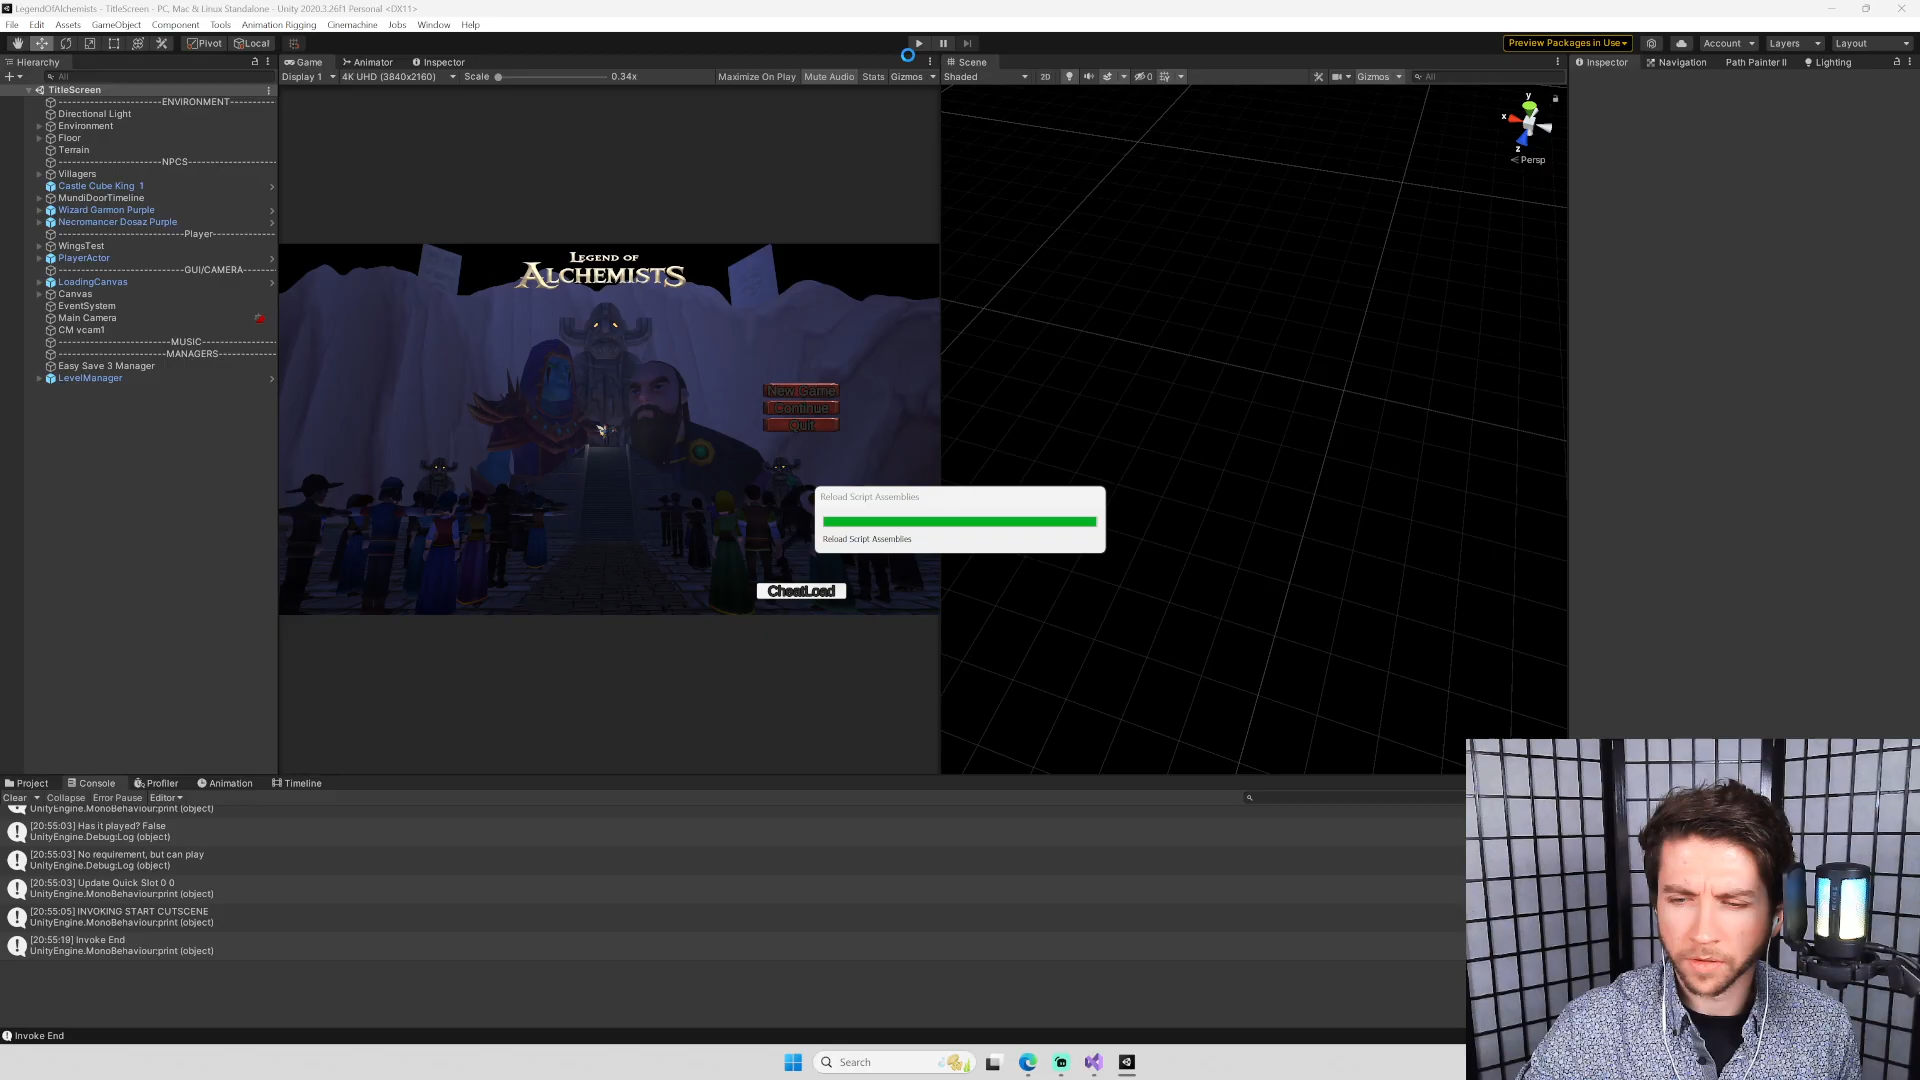 LegendOfAlchemists - TitleScreen - PC, Mac & Linux Standalone - Unity 2020.3.26f1 Personal <DX11>
File Edit Assets GameObject Component Tools Animation Rigging Cinemachine Jobs Window Help
Pivot Local Preview Packages in Use Account Layers Layout
Hierarchy
All
TitleScreen
------------------------ENVIRONMENT-----------
Directional Light
Environment
Floor
Terrain
------------------------NPCS--------------------
Villagers
Castle Cube King 1
MundiDoorTimeline
Wizard Garmon Purple
Necromancer Dosaz Purple
-----------------------------Player---------------
WingsTest
PlayerActor
-------------------------GUI/CAMERA--------
LoadingCanvas
Canvas
EventSystem
Main Camera
CM vcam1
--------------------------MUSIC------------------
-------------------------MANAGERS-------------
Easy Save 3 Manager
LevelManager
Game Animator Inspector
Display 1 4K UHD (3840x2160) Scale 0.34x Maximize On Play Mute Audio Stats Gizmos
LEGEND OF
ALCHEMISTS
New Game
Continue
Quit
CheatLoad
Scene
Shaded 2D 0 Gizmos All
y
x
z
Persp
Inspector Navigation Path Painter II Lighting
Reload Script Assemblies
Reload Script Assemblies
Project Console Profiler Animation Timeline
Clear Collapse Error Pause Editor
UnityEngine.MonoBehaviour:print (object)
[20:55:03] Has it played? False
UnityEngine.Debug:Log (object)
[20:55:03] No requirement, but can play
UnityEngine.Debug:Log (object)
[20:55:03] Update Quick Slot 0 0
UnityEngine.MonoBehaviour:print (object)
[20:55:05] INVOKING START CUTSCENE
UnityEngine.MonoBehaviour:print (object)
[20:55:19] Invoke End
UnityEngine.MonoBehaviour:print (object)
Invoke End
Search